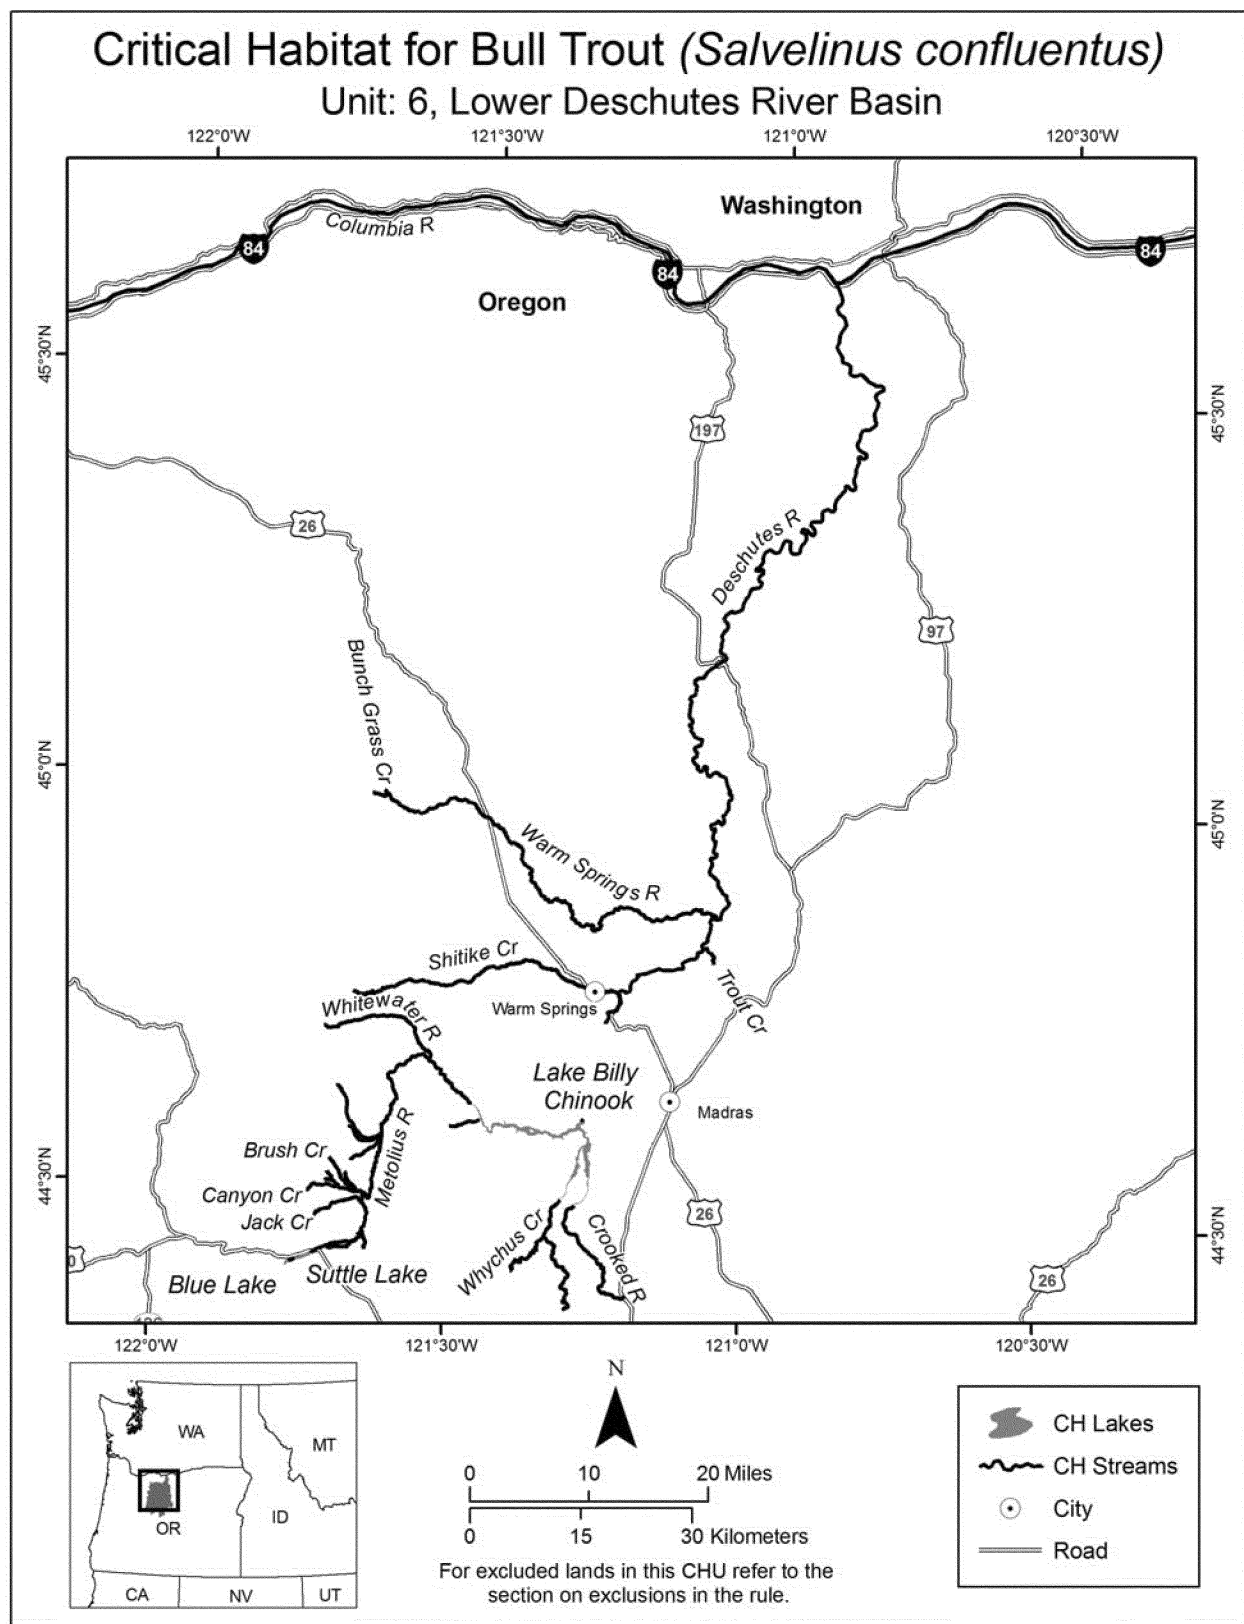 Critical Habitat for Bull Trout (Salvelinus confluentus)
Unit: 6, Lower Deschutes River Basin
122°0'W
121°30'W
121°0'W
120°30'W
Washington
Columbia R
84
84
84
Oregon
45°30'N
45°30'N
197
26
Deschutes R
97
Bunch Grass Cr
45°0'N
45°0'N
Warm Springs R
Shitike Cr
Whitewater R
Warm Springs
Trout Cr
Lake Billy
Chinook
Madras
Brush Cr
Metolius R
44°30'N
Canyon Cr
Jack Cr
26
Whychus Cr
Crooked R
44°30'N
Blue Lake
Suttle Lake
26
122°0'W
121°30'W
121°0'W
120°30'W
WA
MT
OR
ID
CA
NV
UT
N
0
10
20 Miles
0
15
30 Kilometers
For excluded lands in this CHU refer to the
section on exclusions in the rule.
CH Lakes
CH Streams
City
Road